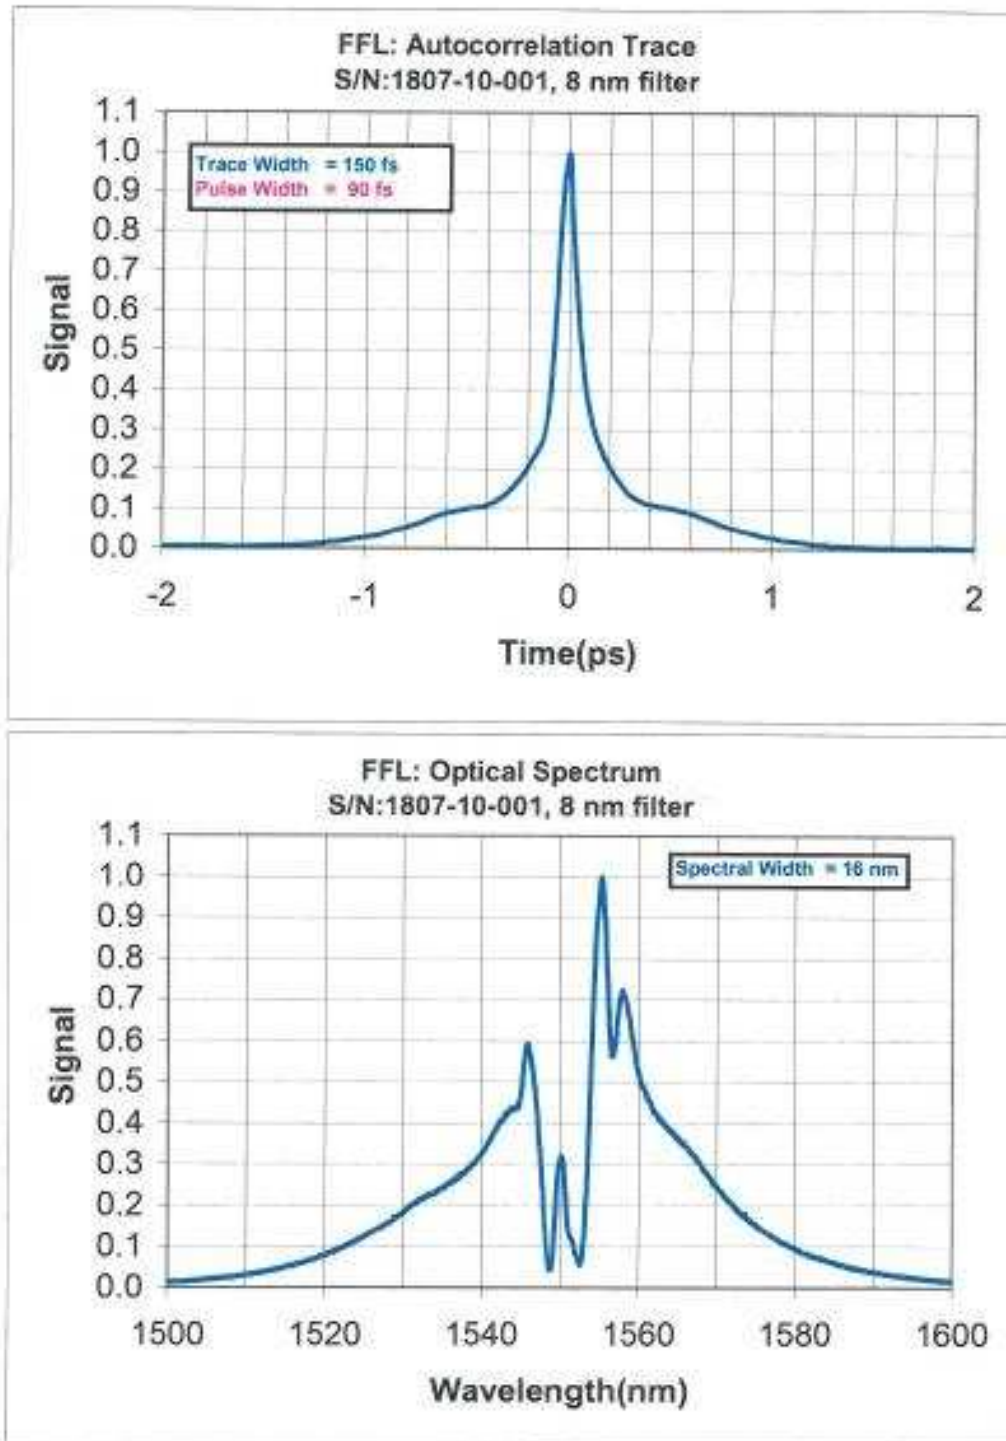 FFL: Autocorrelation Trace
S/N:1807-10-001, 8 nm filter
1.1
1.0
0.9
0.8
0.7
0.6
0.5
0.4
0.3
0.2
0.1
0.0
Signal
Trace Width = 150 fs
Pulse Width = 90 fs
-2 -1 0 1 2
Time(ps)
FFL: Optical Spectrum
S/N:1807-10-001, 8 nm filter
1.1
1.0
0.9
0.8
0.7
0.6
0.5
0.4
0.3
0.2
0.1
0.0
Signal
Spectral Width = 16 nm
1500 1520 1540 1560 1580 1600
Wavelength(nm)